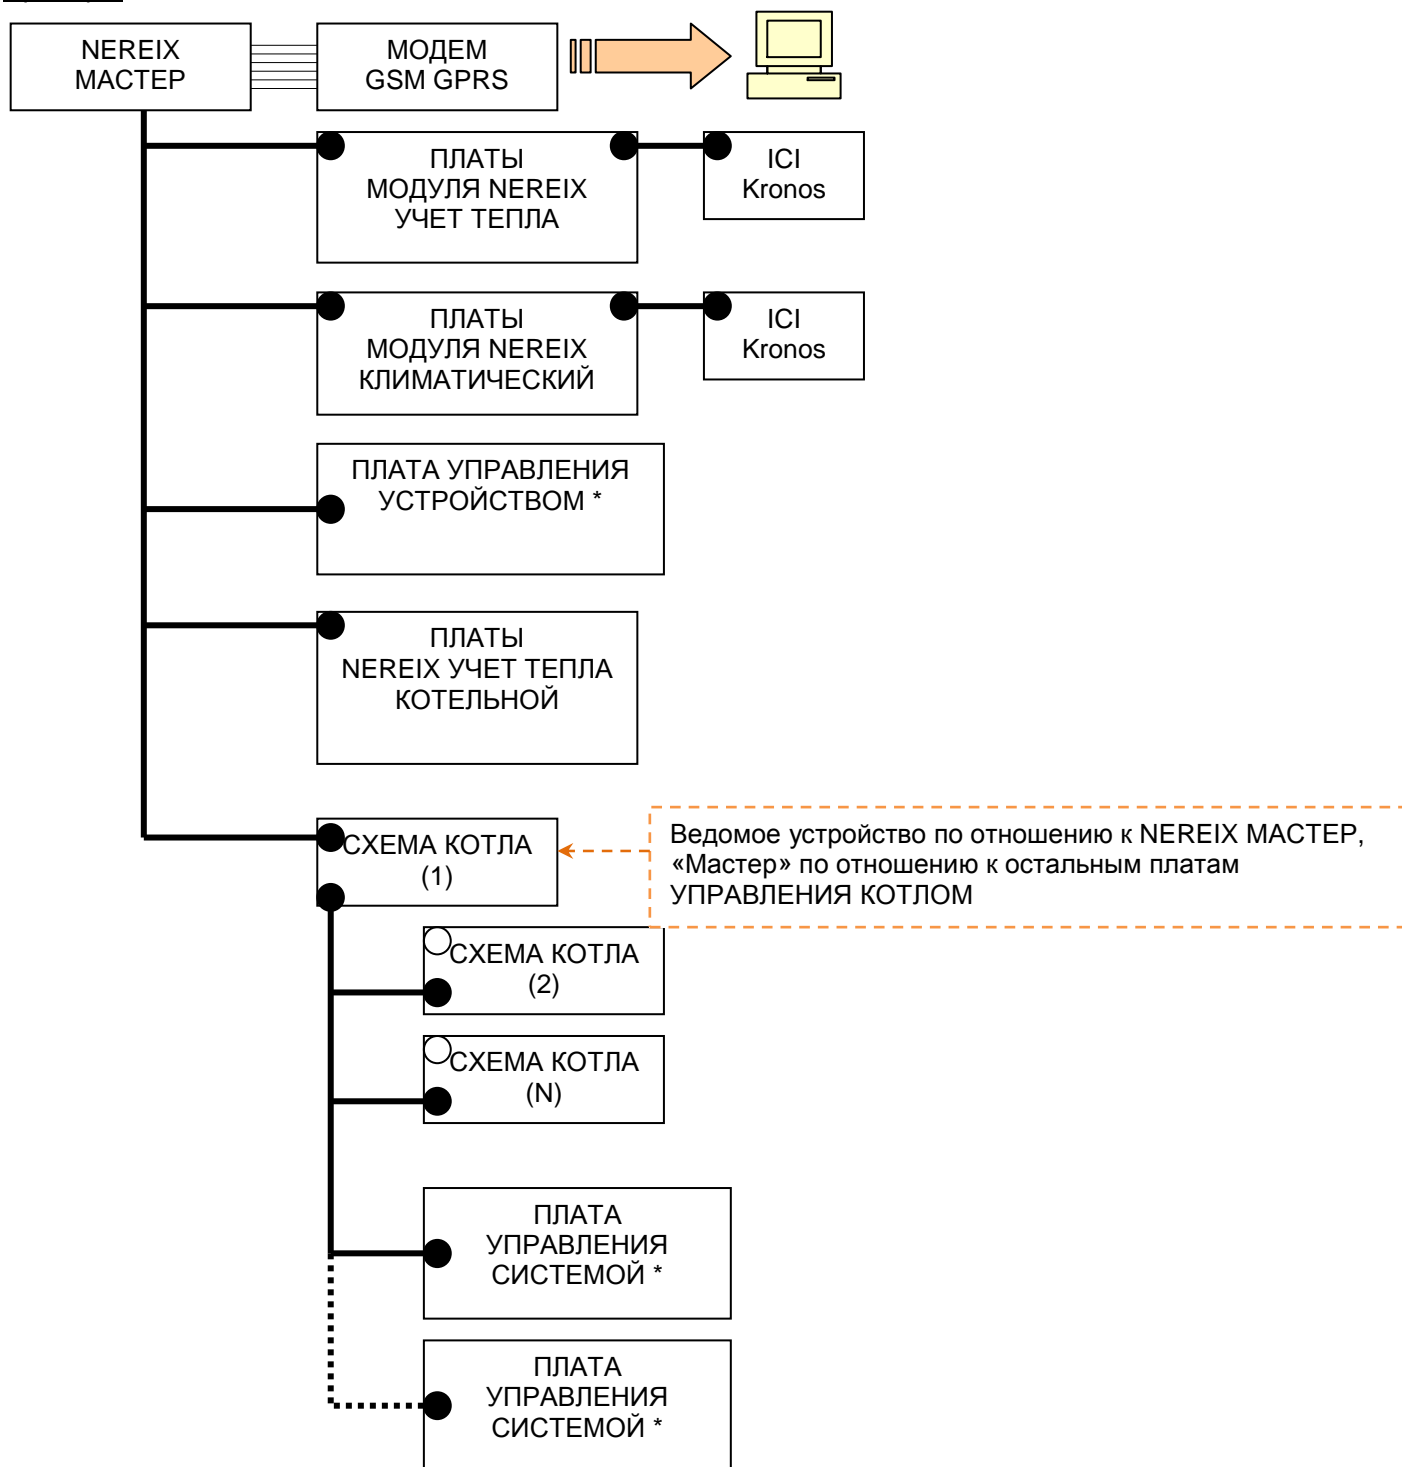 NEREIX
МАСТЕР
МОДЕМ
GSM GPRS
ПЛАТЫ
МОДУЛЯ NEREIX
УЧЕТ ТЕПЛА
ICI
Kronos
ПЛАТЫ
МОДУЛЯ NEREIX
КЛИМАТИЧЕСКИЙ
ICI
Kronos
ПЛАТА УПРАВЛЕНИЯ
УСТРОЙСТВОМ *
ПЛАТЫ
NEREIX УЧЕТ ТЕПЛА
КОТЕЛЬНОЙ
СХЕМА КОТЛА
(1)
Ведомое устройство по отношению к NEREIX МАСТЕР,
«Мастер» по отношению к остальным платам
УПРАВЛЕНИЯ КОТЛОМ
СХЕМА КОТЛА
(2)
СХЕМА КОТЛА
(N)
ПЛАТА
УПРАВЛЕНИЯ
СИСТЕМОЙ *
ПЛАТА
УПРАВЛЕНИЯ
СИСТЕМОЙ *